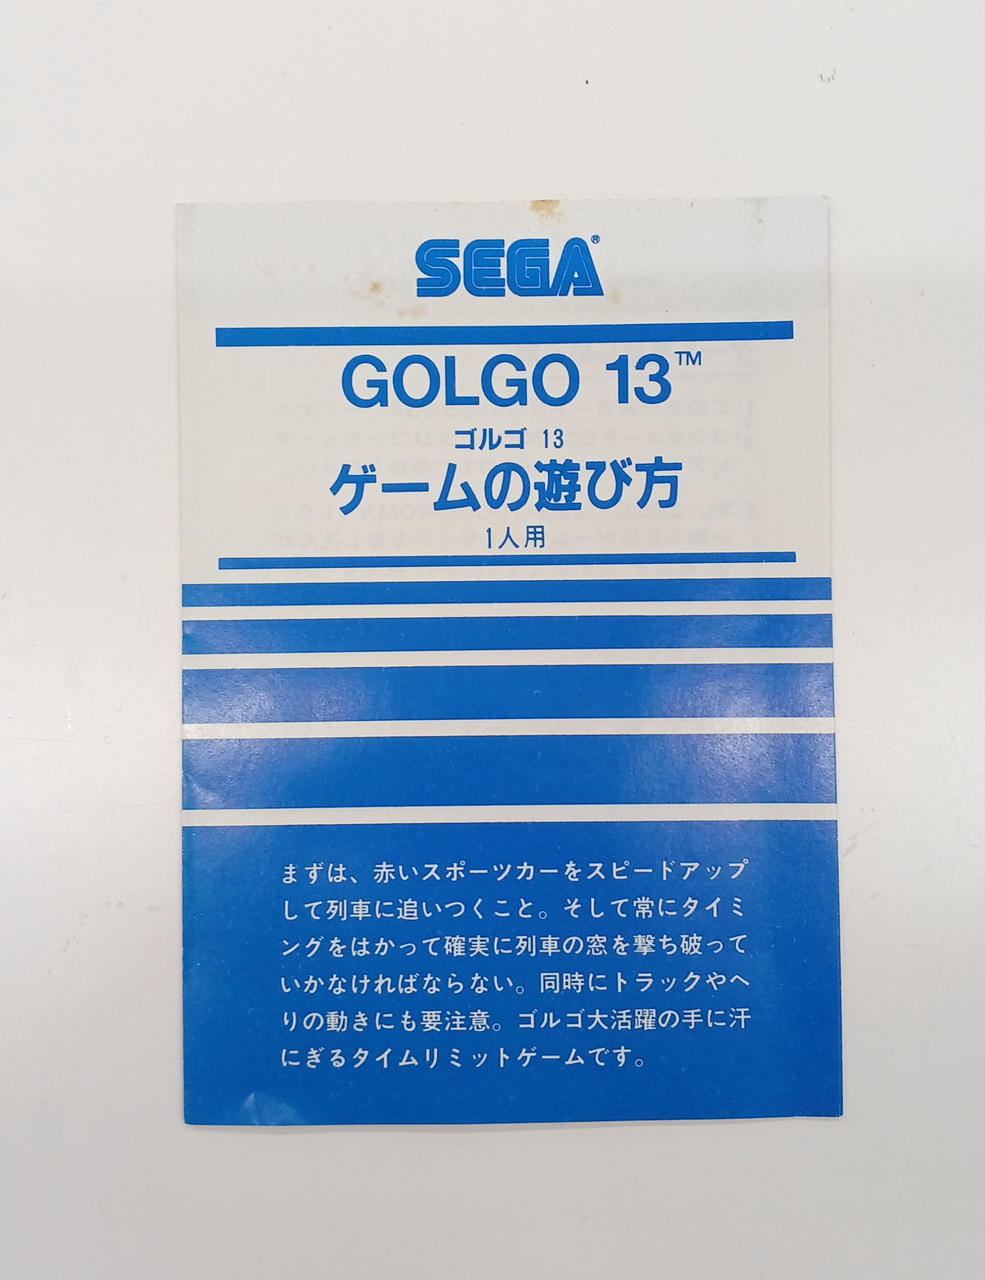 SEGA®
GOLGO 13™
ゴルゴ 13
ゲームの遊び方
1人用
まずは、赤いスポーツカーをスピードアップ
して列車に追いつくこと。そして常にタイミ
ングをはかって確実に列車の窓を撃ち破って
いかなければならない。同時にトラックやヘ
リの動きにも要注意。ゴルゴ大活躍の手に汗
にぎるタイムリミットゲームです。